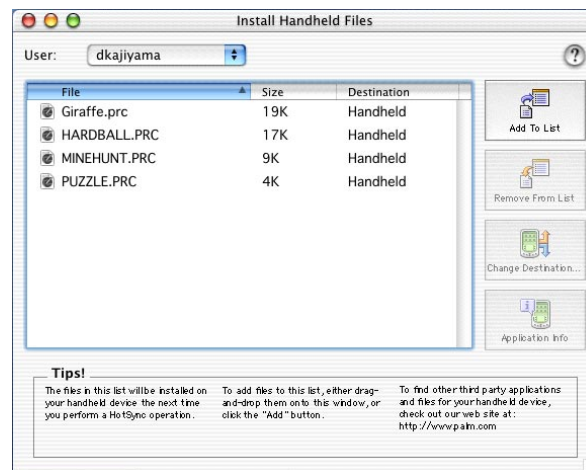 Install Handheld Files
User: dkajiyama
?
File Size Destination
Giraffe.prc 19K Handheld
HARDBALL.PRC 17K Handheld
MINEHUNT.PRC 9K Handheld
PUZZLE.PRC 4K Handheld
Add To List
Remove From List
Change Destination...
Application Info
Tips!
The files in this list will be installed on
your handheld device the next time
you perform a HotSync operation.
To add files to this list, either drag-
and-drop them onto this window, or
click the "Add" button.
To find other third party applications
and files for your handheld device,
check out our web site at:
http://www.palm.com